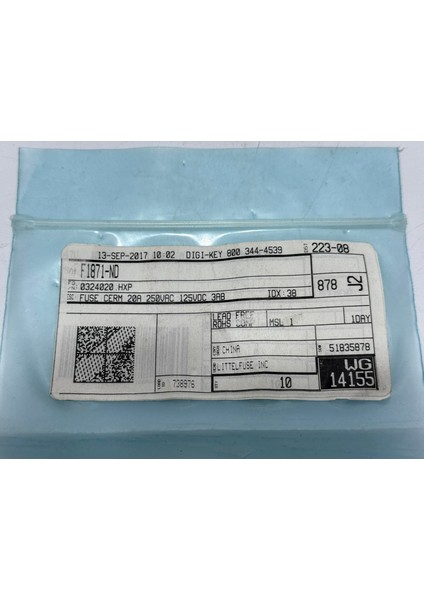 13-SEP-2017 10:02 DIGI-KEY 800 344-4539 223-08
F1871-ND
0324020.HXP 878 J2
FUSE CERM 20A 250VAC 125VDC 3AB IDX 38
LEAD FREE
ROHS COMP MSL 1 1DAY
CHINA 51835878
LITTELFUSE INC WG
738976 10 14155